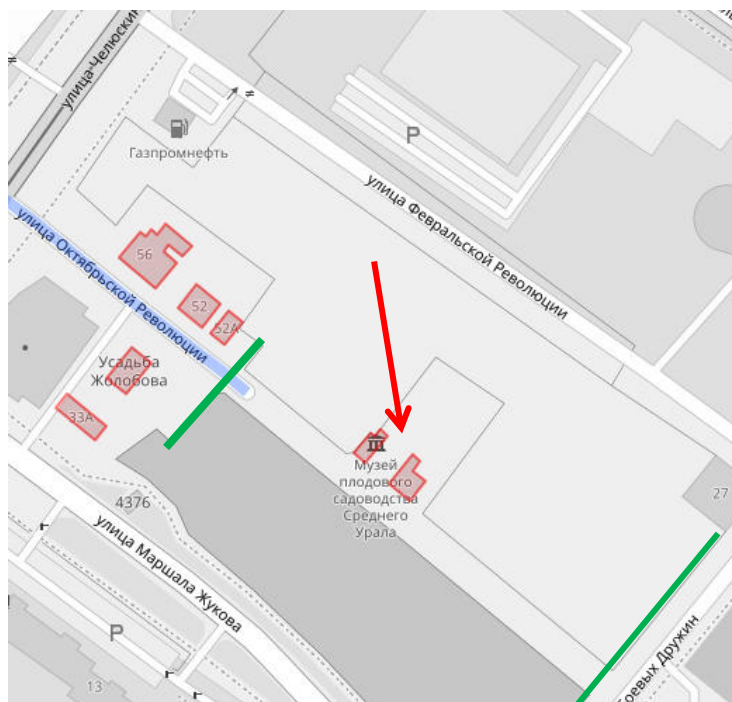 улица Челюскин
Газпромнефть
P
улица Февральской Революции
улица Октябрьской Революции
56
52
52А
Усадьба
Жолобова
33А
Музей
плодового
садоводства
Среднего
Урала
27
4376
улица Маршала Жукова
P
13
Боевых Дружин